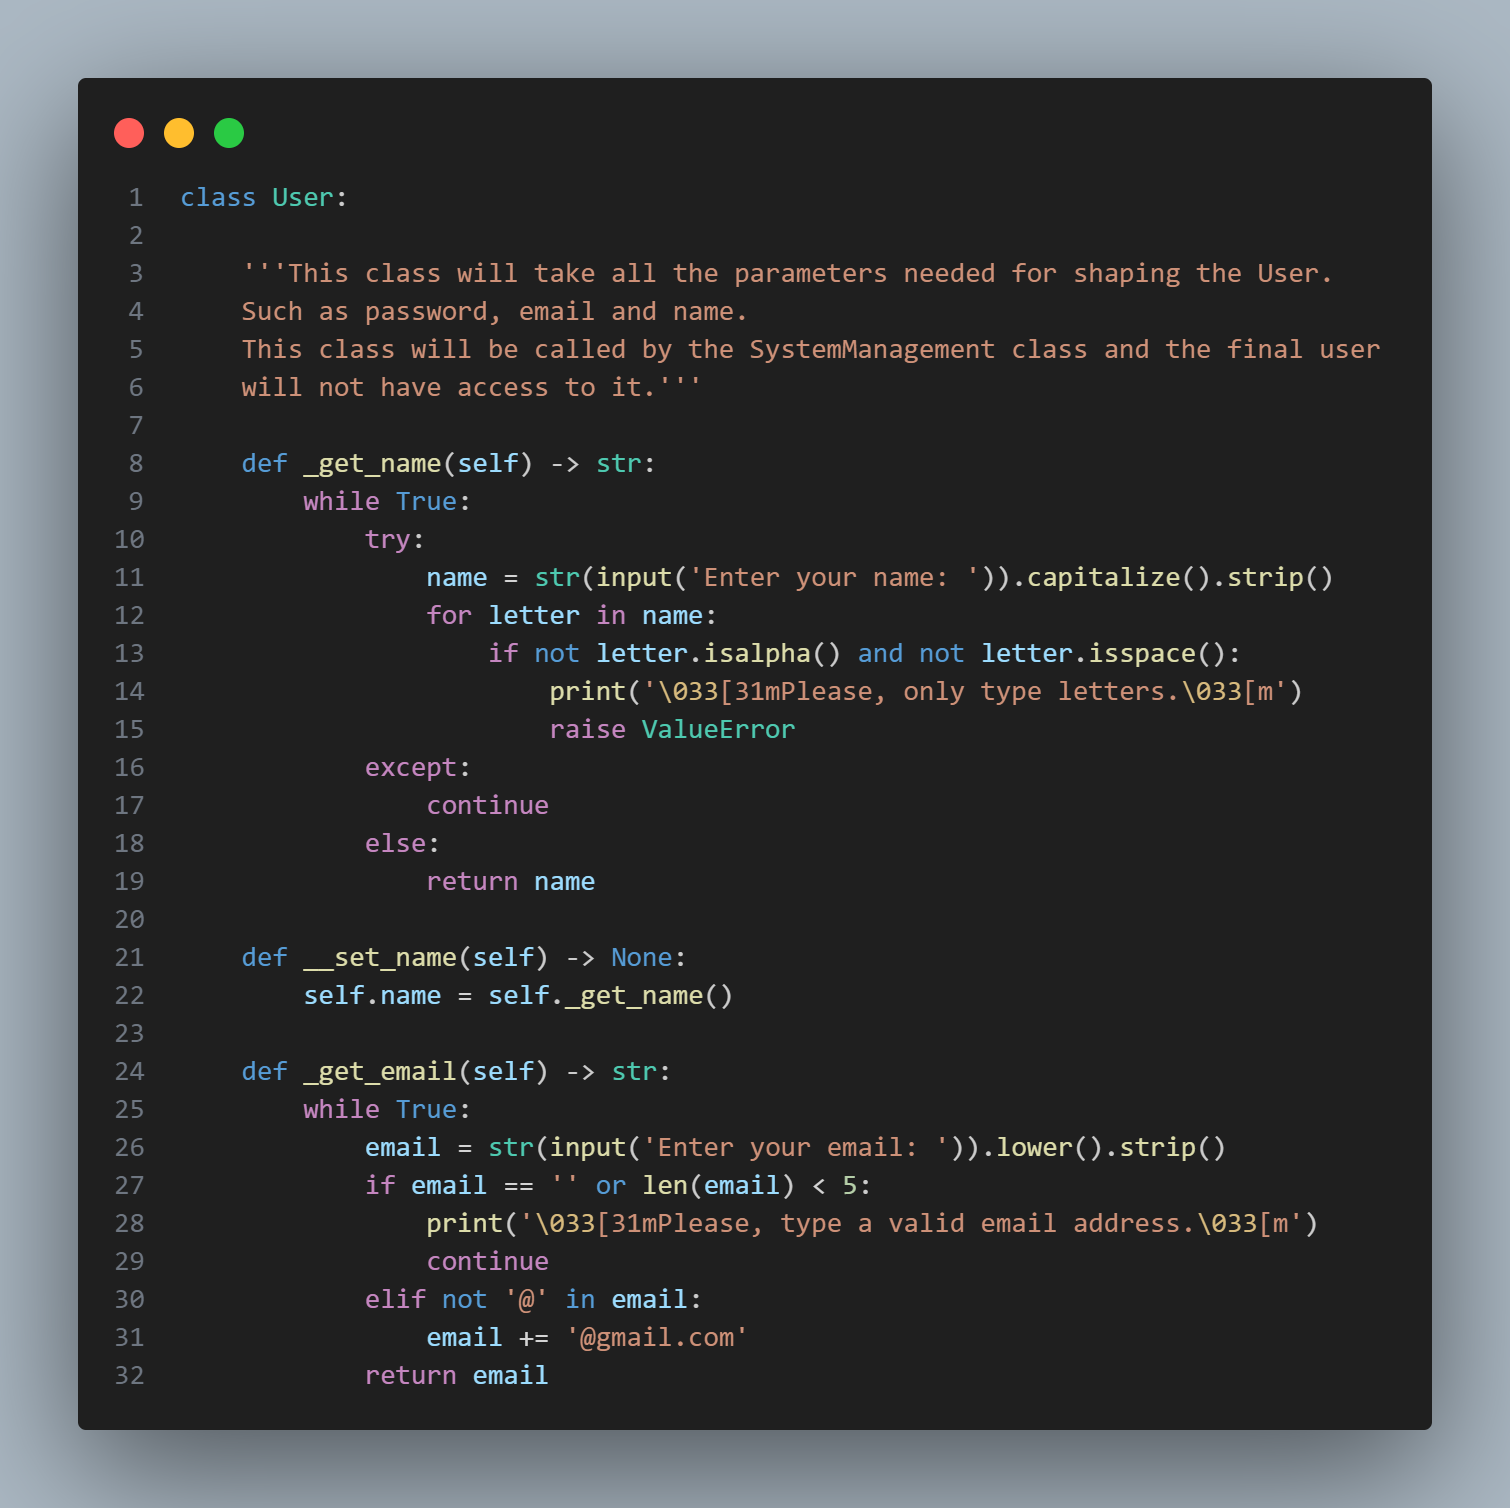 1 class User:
2
3     '''This class will take all the parameters needed for shaping the User.
4     Such as password, email and name.
5     This class will be called by the SystemManagement class and the final user
6     will not have access to it.'''
7
8     def _get_name(self) -> str:
9         while True:
10             try:
11                 name = str(input('Enter your name: ')).capitalize().strip()
12                 for letter in name:
13                     if not letter.isalpha() and not letter.isspace():
14                         print('\033[31mPlease, only type letters.\033[m')
15                         raise ValueError
16             except:
17                 continue
18             else:
19                 return name
20
21     def __set_name(self) -> None:
22         self.name = self._get_name()
23
24     def _get_email(self) -> str:
25         while True:
26             email = str(input('Enter your email: ')).lower().strip()
27             if email == '' or len(email) < 5:
28                 print('\033[31mPlease, type a valid email address.\033[m')
29                 continue
30             elif not '@' in email:
31                 email += '@gmail.com'
32             return email